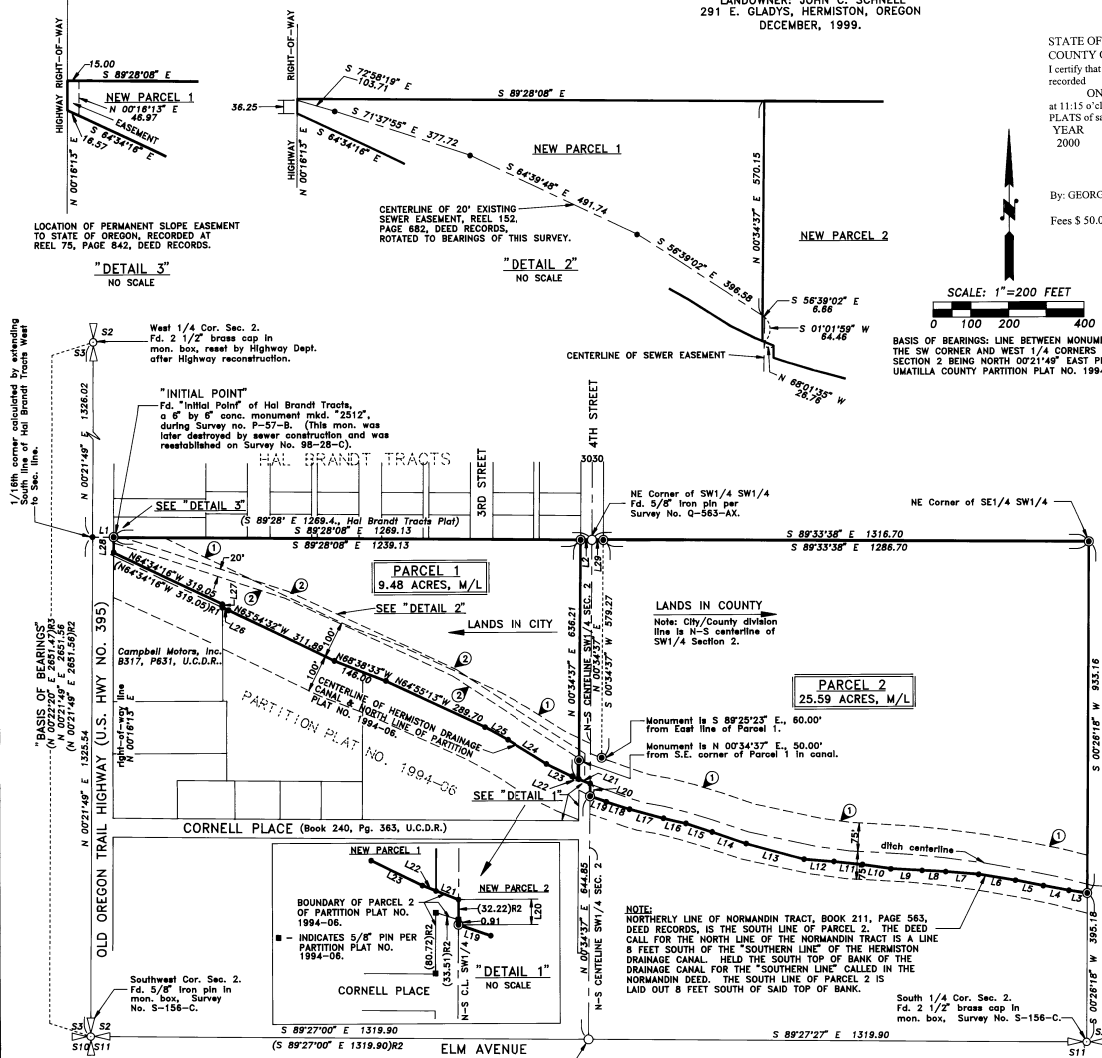 LANDOWNER: JOHN C. SCHNELL
291 E. GLADYS, HERMISTON, OREGON
DECEMBER, 1999.
STATE OF
COUNTY O
I certify that
recorded
ON
at 11:15 o'cl
PLATS of sa
YEAR
2000
By: GEORG
Fees $ 50.0
HIGHWAY RIGHT-OF-WAY
15.00
S 89'28'08" E
NEW PARCEL 1
N 00'16'13" E
46.97
EASEMENT
S 64'34'16" E
16.57
N 00'16'13" E
LOCATION OF PERMANENT SLOPE EASEMENT
TO STATE OF OREGON, RECORDED AT
REEL 75, PAGE 842, DEED RECORDS.
"DETAIL 3"
NO SCALE
HIGHWAY RIGHT-OF-WAY
36.25
N 00'16'13" E
S 72'58'19" E
103.71
S 89'28'08" E
S 71'37'55" E 377.72
S 64'34'16" E
NEW PARCEL 1
S 64'39'48" E 491.74
CENTERLINE OF 20' EXISTING
SEWER EASEMENT, REEL 152,
PAGE 682, DEED RECORDS,
ROTATED TO BEARINGS OF THIS SURVEY.
"DETAIL 2"
NO SCALE
N 00'34'37" E 570.15
NEW PARCEL 2
S 56'39'02" E 396.58
S 56'39'02" E
6.66
S 01'01'59" W
64.46
CENTERLINE OF SEWER EASEMENT
N 68'01'35" W
28.76
N
SCALE: 1"=200 FEET
0 100 200 400
BASIS OF BEARINGS: LINE BETWEEN MONUME
THE SW CORNER AND WEST 1/4 CORNERS
SECTION 2 BEING NORTH 00'21'49" EAST P
UMATILLA COUNTY PARTITION PLAT NO. 1994
1/16th corner calculated by extending
South line of Hal Brandt Tracts West
to Sec. line.
S2
S3
West 1/4 Cor. Sec. 2.
Fd. 2 1/2" brass cap in
mon. box, reset by Highway Dept.
after Highway reconstruction.
N 00'21'49" E 1326.02
"INITIAL POINT"
Fd. "Initial Point" of Hal Brandt Tracts,
a 6" by 6" conc. monument mkd. "2512",
during Survey no. P-57-B. (This mon. was
later destroyed by sewer construction and was
reestablished on Survey No. 98-28-C).
HAL BRANDT TRACTS
3RD STREET
4TH STREET
3030
NE Corner of SW1/4 SW1/4
Fd. 5/8" iron pin per
Survey No. Q-563-AX.
NE Corner of SE1/4 SW1/4
SEE "DETAIL 3"
(S 89'28' E 1269.4., Hal Brandt Tracts Plat)
S 89'28'08" E 1269.13
S 89'28'08" E 1239.13
S 89'33'38" E 1316.70
S 89'33'38" E 1286.70
L1
L28
L2
L29
1
20'
2
PARCEL 1
9.48 ACRES, M/L
N64'34'16"W 319.05
(N64'34'16"W 319.05)R1
L27
L26
2
SEE "DETAIL 2"
LANDS IN CITY
LANDS IN COUNTY
Note: City/County division
line is N-S centerline of
SW1/4 Section 2.
N63'54'32"W 311.89
100'
100'
N68'38'33"W
146.00
N64'55'13"W 289.70
2
2
1
L25
L24
L23
L22
L21
L20
CENTERLINE OF HERMISTON DRAINAGE
CANAL & NORTH LINE OF PARTITION
PLAT NO. 1994-06.
PARTITION PLAT NO. 1994-06
Campbell Motors, Inc.
B317, P631, U.C.D.R..
N 00'34'37" E 636.21
N-S CENTELINE SW1/4 SEC. 2
N 00'34'37" E
S 00'34'37" W 579.27
PARCEL 2
25.59 ACRES, M/L
S 00'26'18" W 933.16
Monument is S 89'25'23" E, 60.00'
from East line of Parcel 1.
Monument is N 00'34'37" E., 50.00'
from S.E. corner of Parcel 1 in canal.
"BASIS OF BEARINGS"
(N 00'22'20" E 2651.47)R3
N 00'21'49" E 2651.56
(N 00'21'49" E 2651.56)R2
N 00'21'49" E 1325.54
OLD OREGON TRAIL HIGHWAY (U.S. HWY NO. 395)
right-of-way line
N 00'16'13" E
SEE "DETAIL 1"
CORNELL PLACE (Book 240, Pg. 363, U.C.D.R.)
L19
L18
L17
L16
L15
L14
L13
L12
L11
L10
L9
L8
L7
L6
L5
L4
L3
1
1
1
75'
75'
ditch centerline
NEW PARCEL 1
L22
L21
L23
NEW PARCEL 2
BOUNDARY OF PARCEL 2
OF PARTITION PLAT NO.
1994-06.
■ - INDICATES 5/8" PIN PER
PARTITION PLAT NO.
1994-06.
(32.22)R2
L20
0.91
L19
(80.72)R2
(33.51)R2
N-S C.L. SW1/4
CORNELL PLACE
"DETAIL 1"
NO SCALE
N 00'34'37" E 644.85
N-S CENTELINE SW1/4 SEC. 2
NOTE:
NORTHERLY LINE OF NORMANDIN TRACT, BOOK 211, PAGE 563,
DEED RECORDS, IS THE SOUTH LINE OF PARCEL 2. THE DEED
CALL FOR THE NORTH LINE OF THE NORMANDIN TRACT IS A LINE
8 FEET SOUTH OF THE "SOUTHERN LINE" OF THE HERMISTON
DRAINAGE CANAL. HELD THE SOUTH TOP OF BANK OF THE
DRAINAGE CANAL FOR THE "SOUTHERN LINE" CALLED IN THE
NORMANDIN DEED. THE SOUTH LINE OF PARCEL 2 IS
LAID OUT 8 FEET SOUTH OF SAID TOP OF BANK.
S 00'26'18" W 395.18
Southwest Cor. Sec. 2.
Fd. 5/8" iron pin in
mon. box, Survey
No. S-156-C.
South 1/4 Cor. Sec. 2.
Fd. 2 1/2" brass cap in
mon. box, Survey No. S-156-C.
S3
S2
S10
S11
S 89'27'00" E 1319.90
(S 89'27'00" E 1319.90)R2
ELM AVENUE
S 89'27'27" E 1319.90
S11